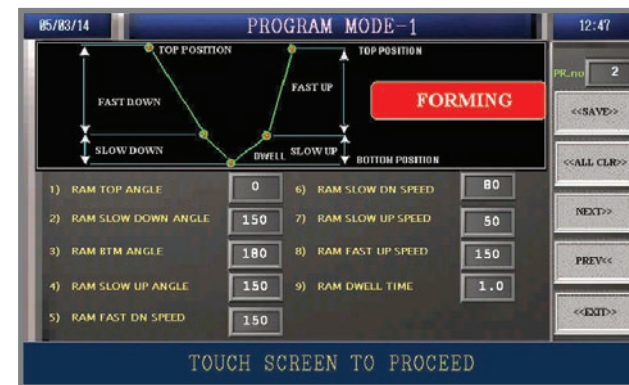 05/03/14 PROGRAM MODE-1 12:47
TOP POSITION TOP POSITION
PR.no 2
FAST DOWN FAST UP FORMING
<<SAVE>>
SLOW DOWN DWELL SLOW UP BOTTOM POSITION
<<ALL CLR>>
1) RAM TOP ANGLE 0 6) RAM SLOW DN SPEED 80
2) RAM SLOW DOWN ANGLE 150 7) RAM SLOW UP SPEED 50
NEXT>>
3) RAM BTM ANGLE 180 8) RAM FAST UP SPEED 150
PREV<<
4) RAM SLOW UP ANGLE 150 9) RAM DWELL TIME 1.0
5) RAM FAST DN SPEED 150
<<EXIT>>
TOUCH SCREEN TO PROCEED